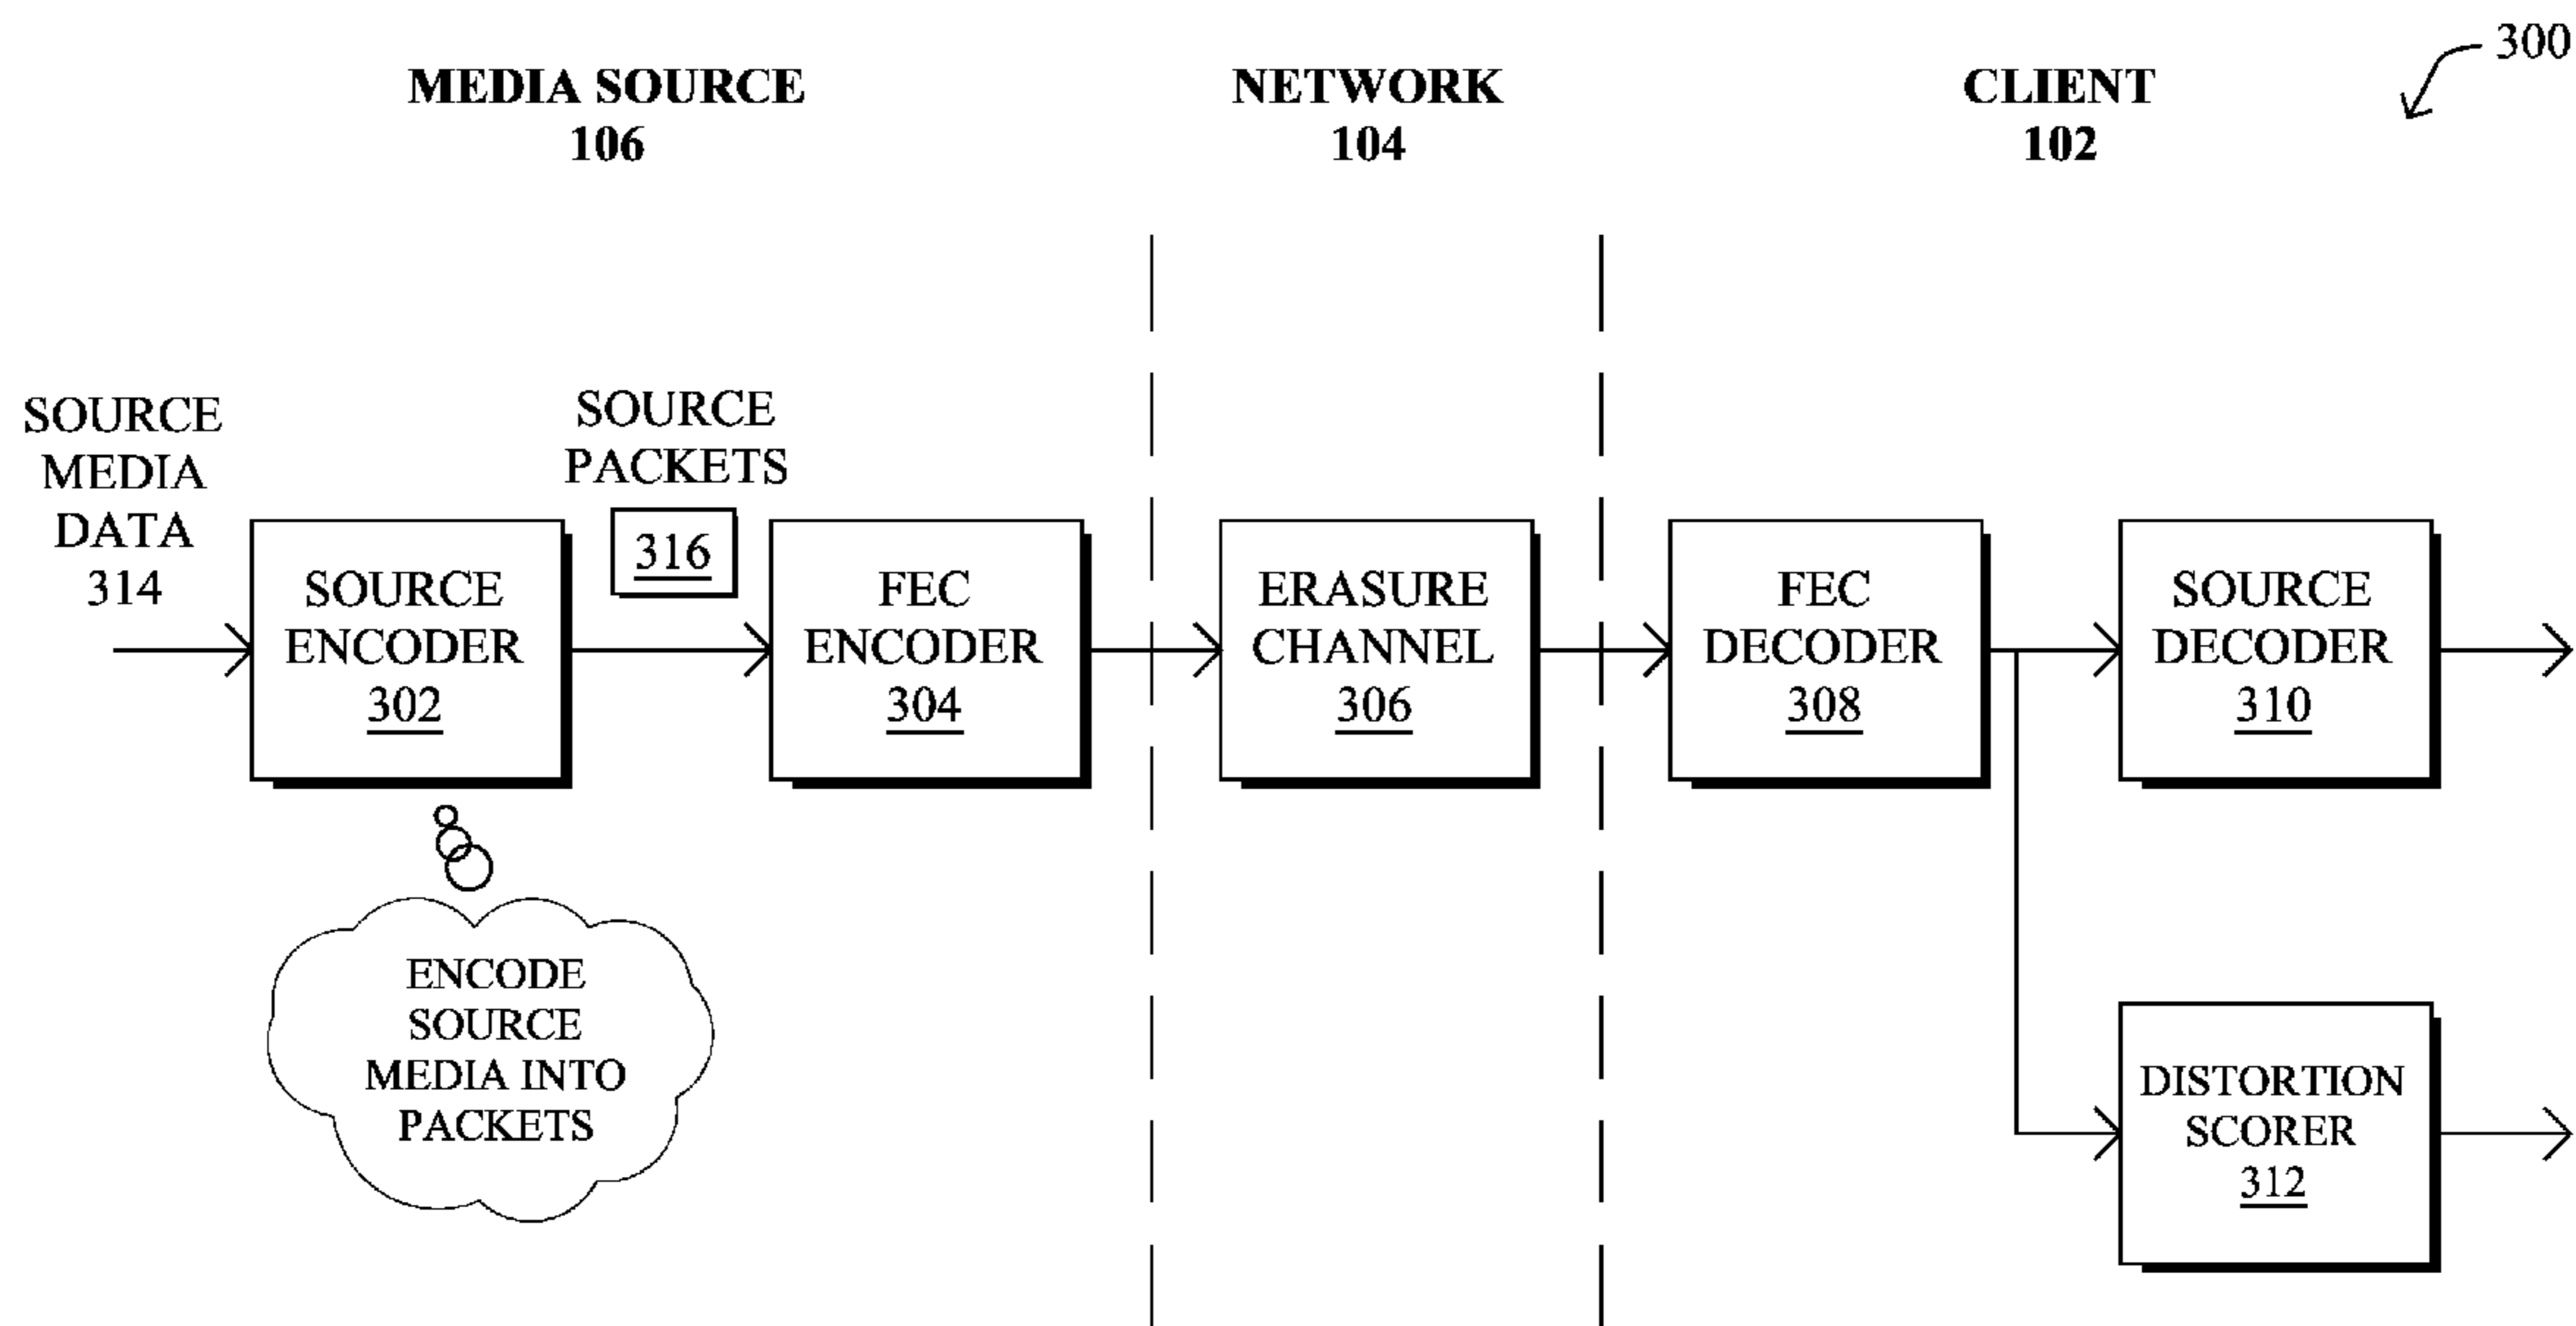 300
MEDIA SOURCE
106
NETWORK
104
CLIENT
102
SOURCE
MEDIA
DATA
314
SOURCE
PACKETS
316
SOURCE
ENCODER
302
FEC
ENCODER
304
ERASURE
CHANNEL
306
FEC
DECODER
308
SOURCE
DECODER
310
ENCODE
SOURCE
MEDIA INTO
PACKETS
DISTORTION
SCORER
312